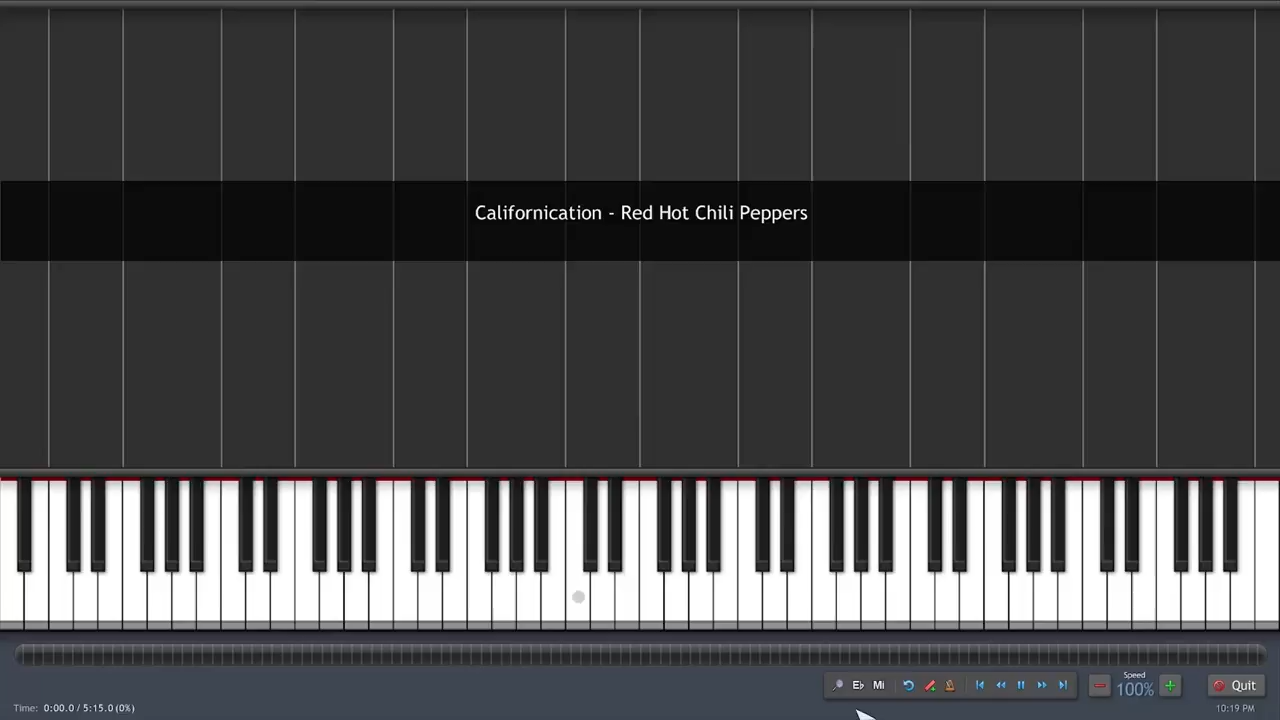 Californication - Red Hot Chili Peppers
E♭ Mi
Speed
100%
Quit
Time: 0:00.0 / 5:15.0 (0%)
10:19 PM